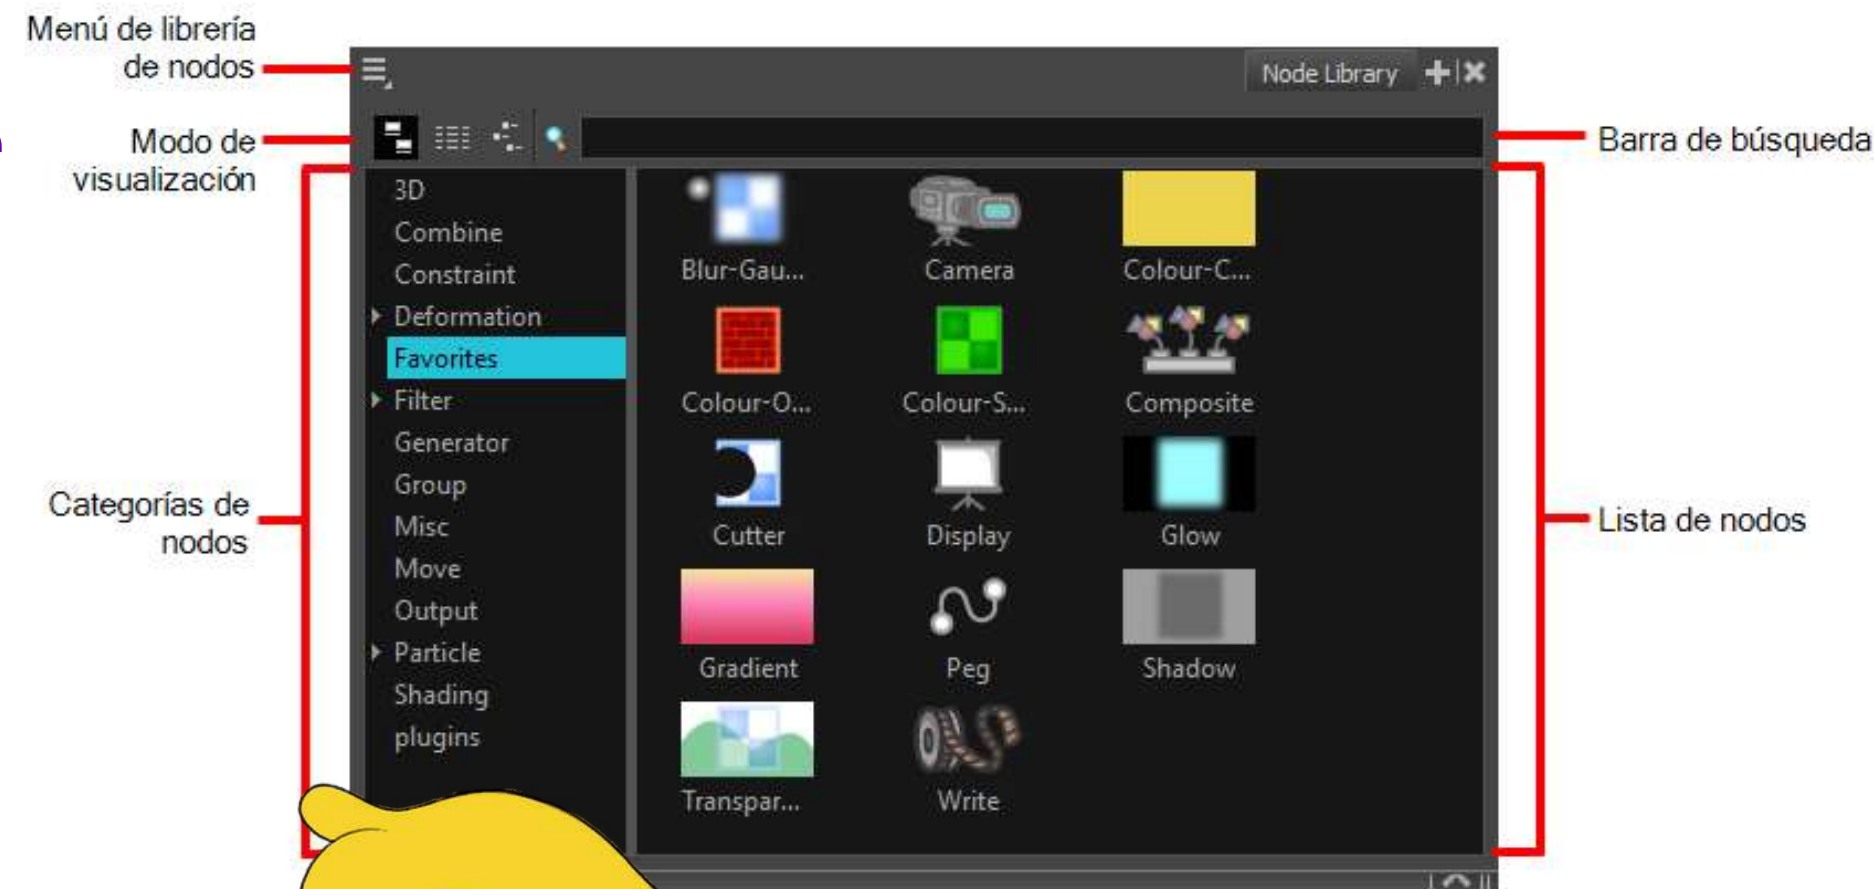 Menú de librería
de nodos
Node Library
Modo de
visualización
Barra de búsqueda
3D
Combine
Constraint
Deformation
Favorites
Filter
Generator
Group
Misc
Move
Output
Particle
Shading
plugins
Categorías de
nodos
Blur-Gau...
Camera
Colour-C...
Colour-O...
Colour-S...
Composite
Cutter
Display
Glow
Gradient
Peg
Shadow
Transpar...
Write
Lista de nodos